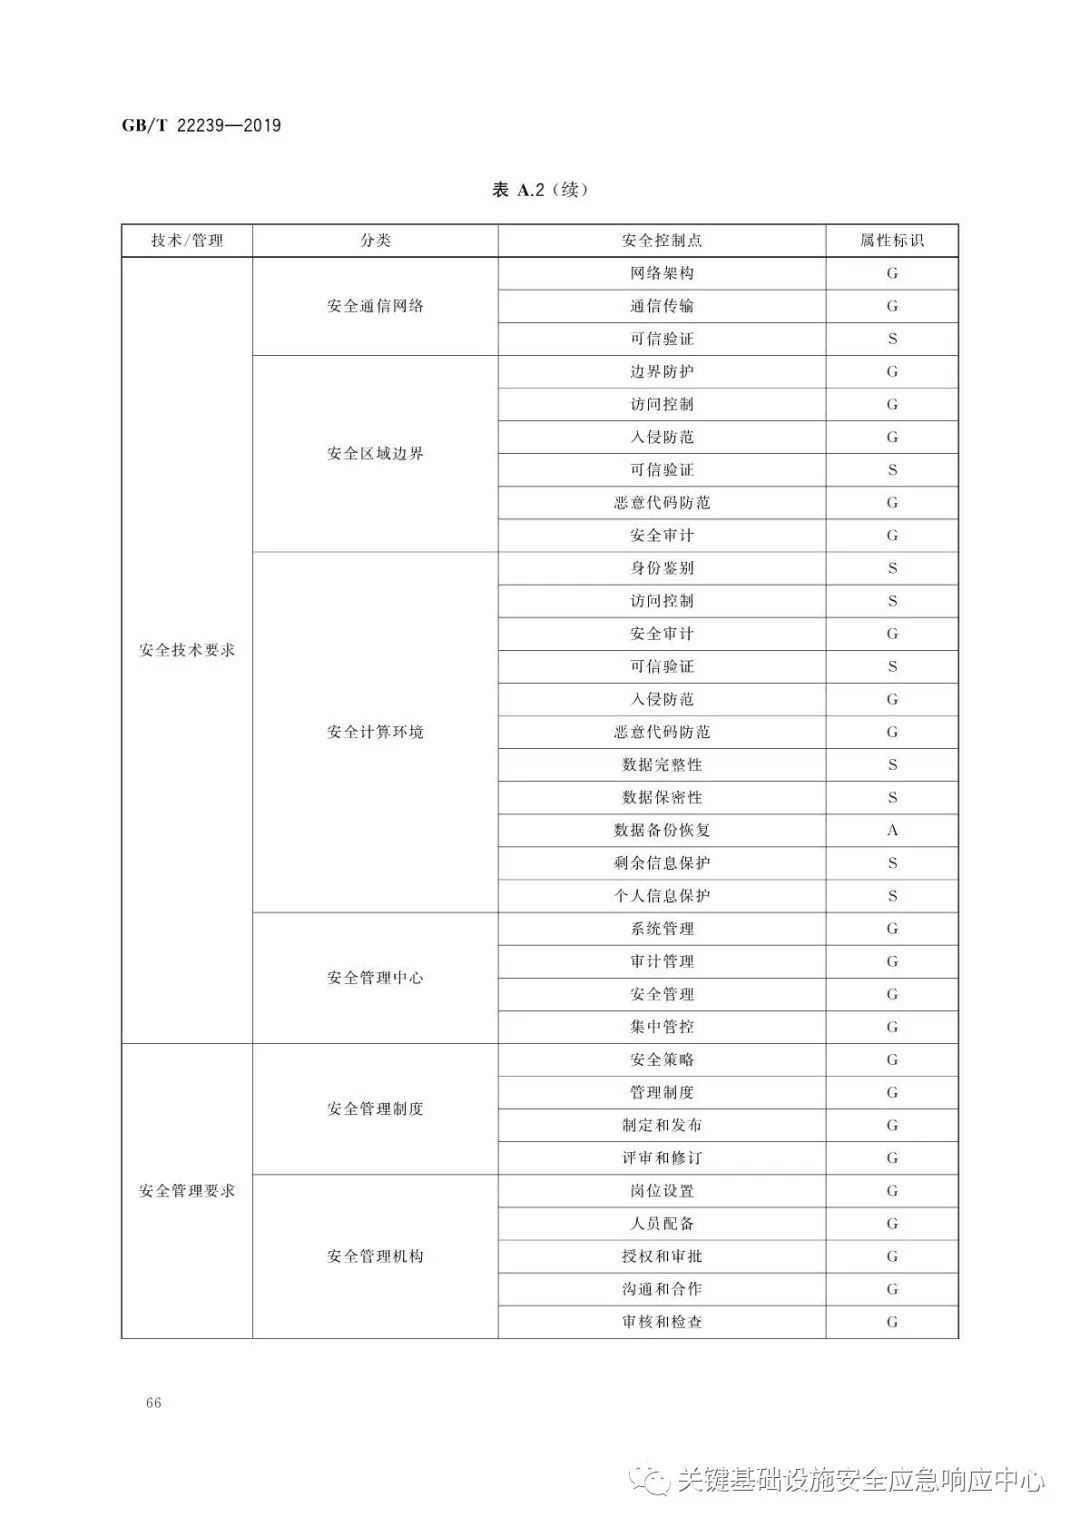 GB/T 22239—2019
表 A.2（续）
技术/管理 分类 安全控制点 属性标识
安全技术要求 安全通信网络 网络架构 G
通信传输 G
可信验证 S
安全区域边界 边界防护 G
访问控制 G
入侵防范 G
可信验证 S
恶意代码防范 G
安全审计 G
安全计算环境 身份鉴别 S
访问控制 S
安全审计 G
可信验证 S
入侵防范 G
恶意代码防范 G
数据完整性 S
数据保密性 S
数据备份恢复 A
剩余信息保护 S
个人信息保护 S
安全管理中心 系统管理 G
审计管理 G
安全管理 G
集中管控 G
安全管理要求 安全管理制度 安全策略 G
管理制度 G
制定和发布 G
评审和修订 G
安全管理机构 岗位设置 G
人员配备 G
授权和审批 G
沟通和合作 G
审核和检查 G
66
关键基础设施安全应急响应中心